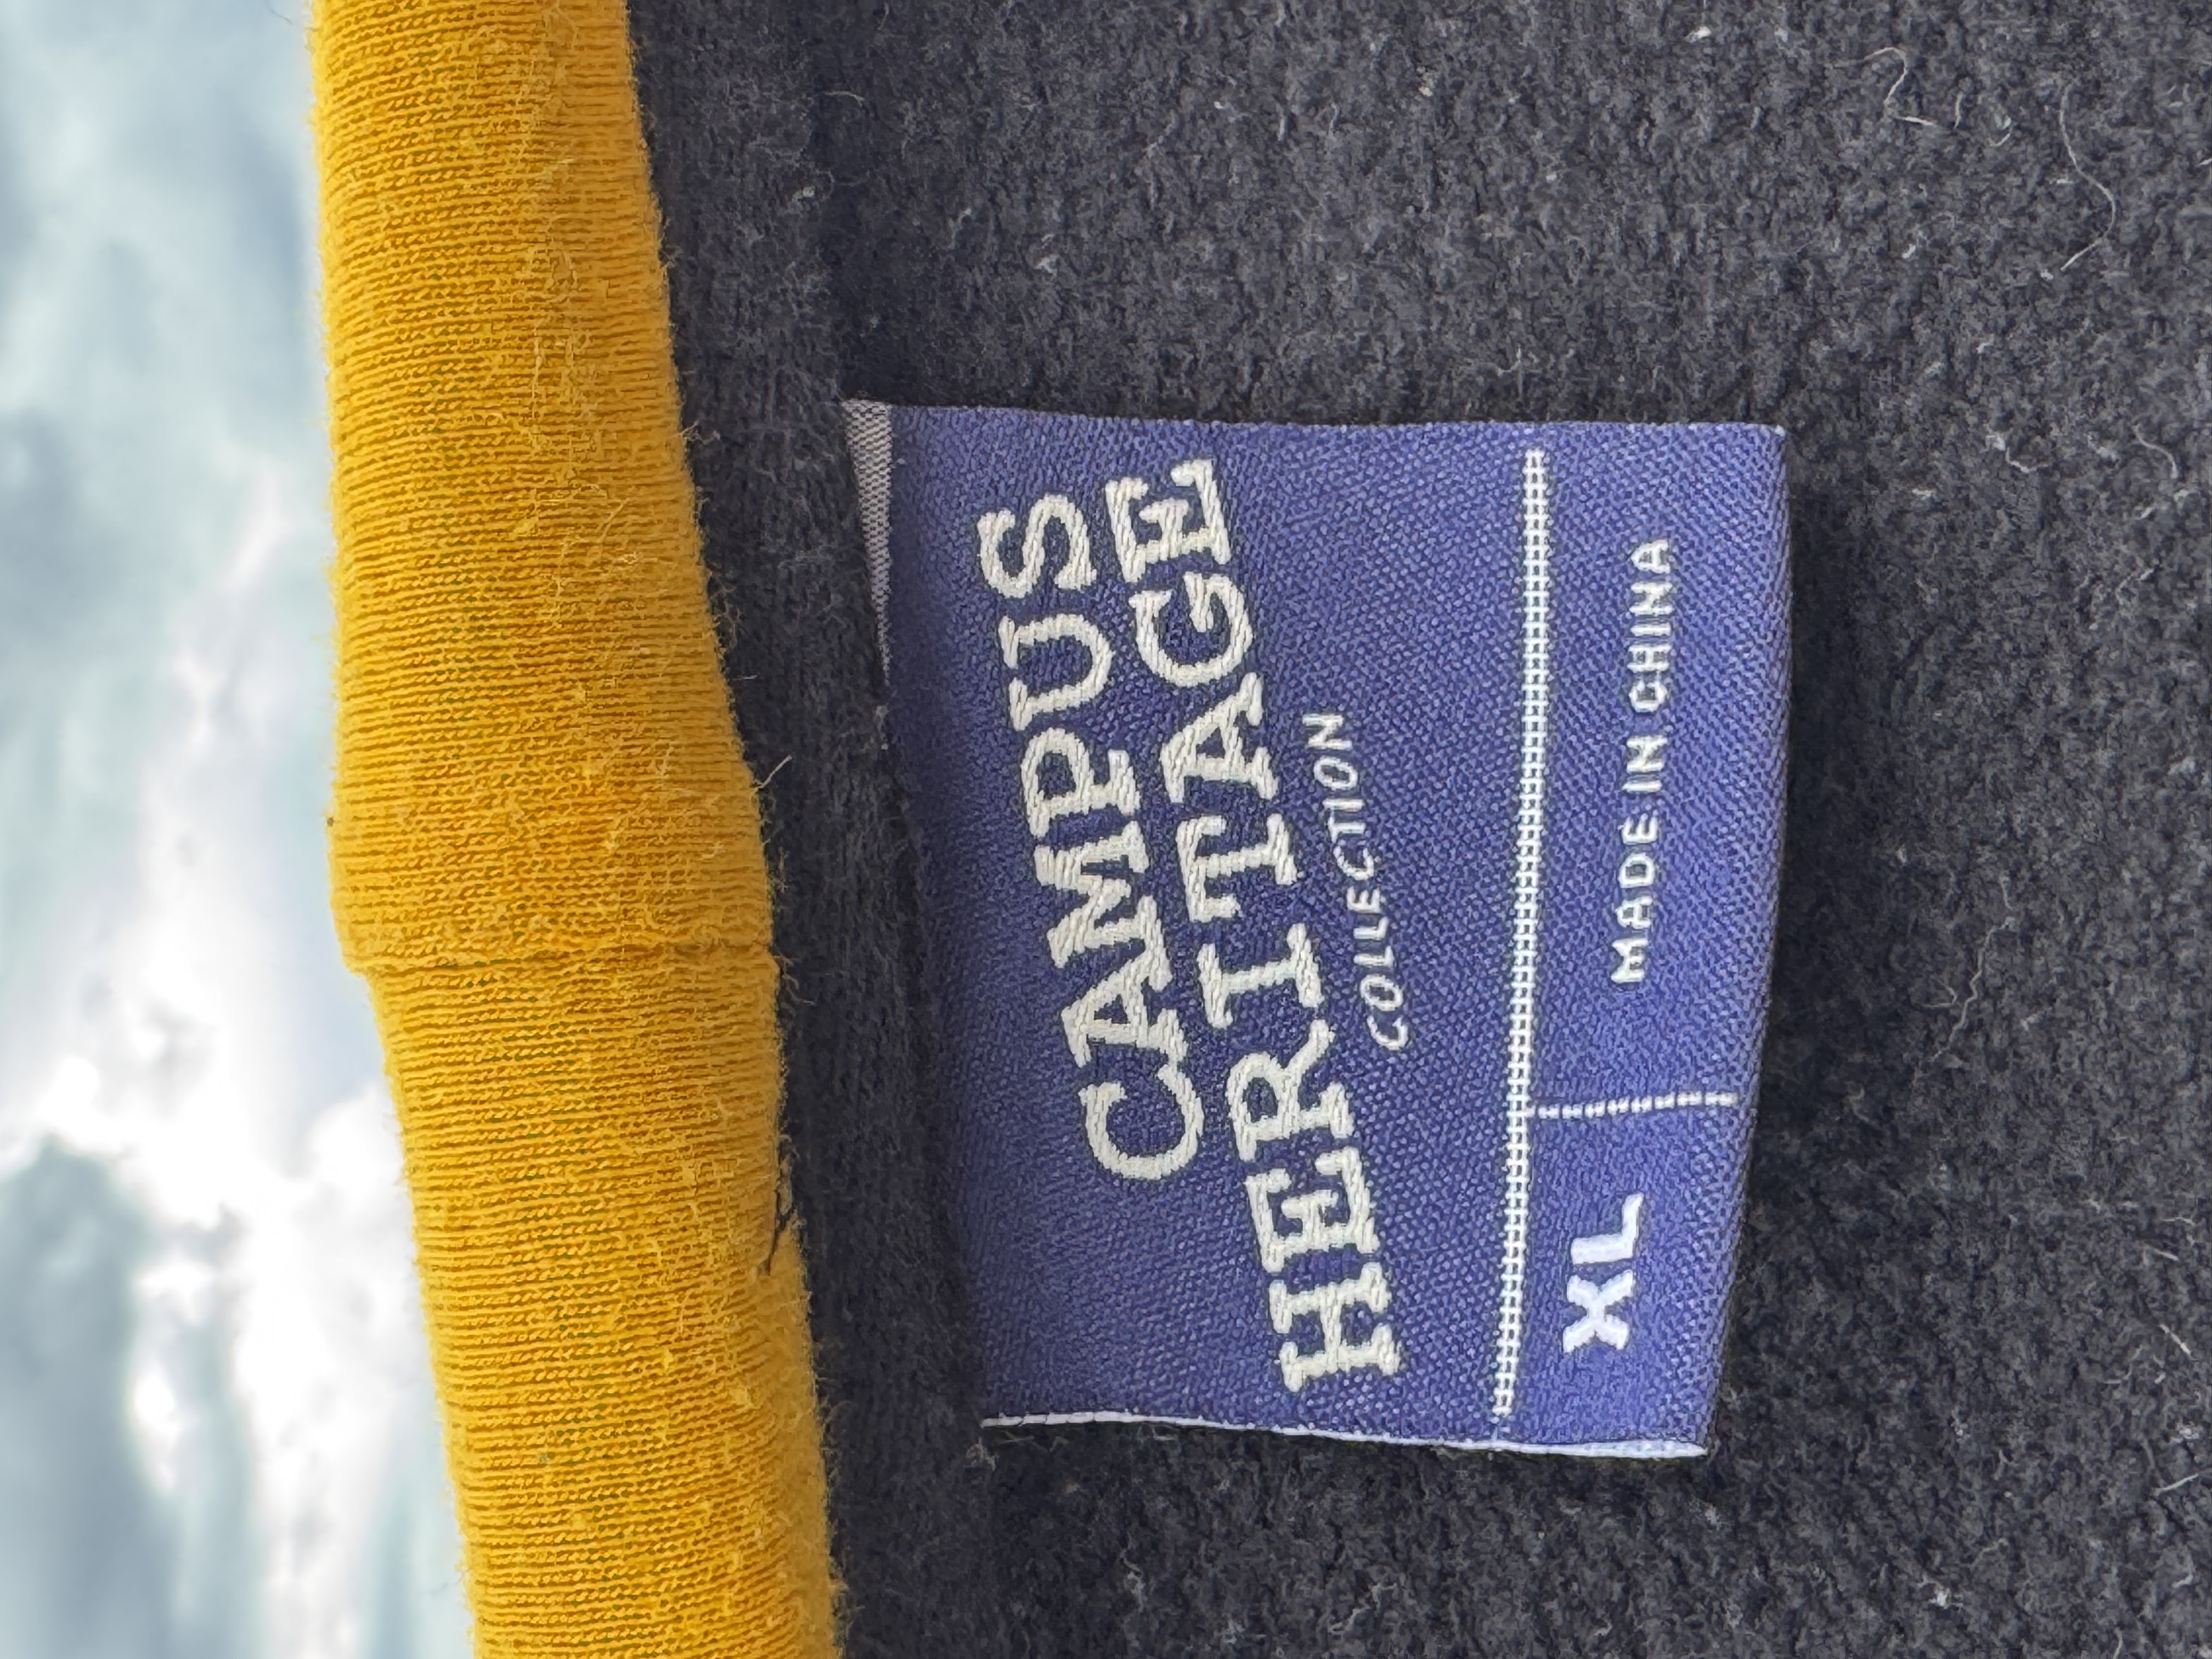 CAMPUS
HERITAGE
COLLECTION
XL MADE IN CHINA